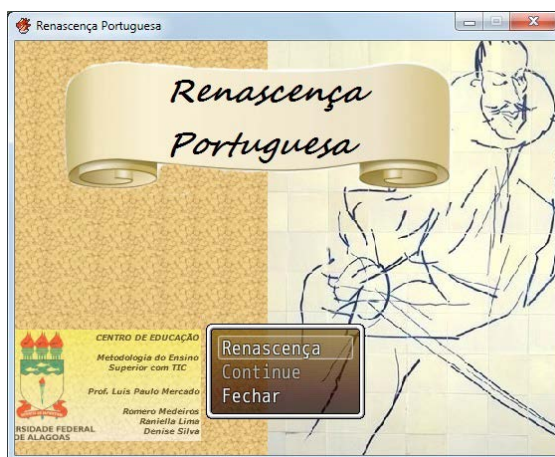 Renascença Portuguesa
Renascença
Portuguesa
CENTRO DE EDUCAÇÃO
Metodologia do Ensino
Superior com TIC
Prof. Luis Paulo Mercado
Romero Medeiros
Raniella Lima
Denise Silva
RSIDADE FEDERAL
DE ALAGOAS
Renascença
Continue
Fechar